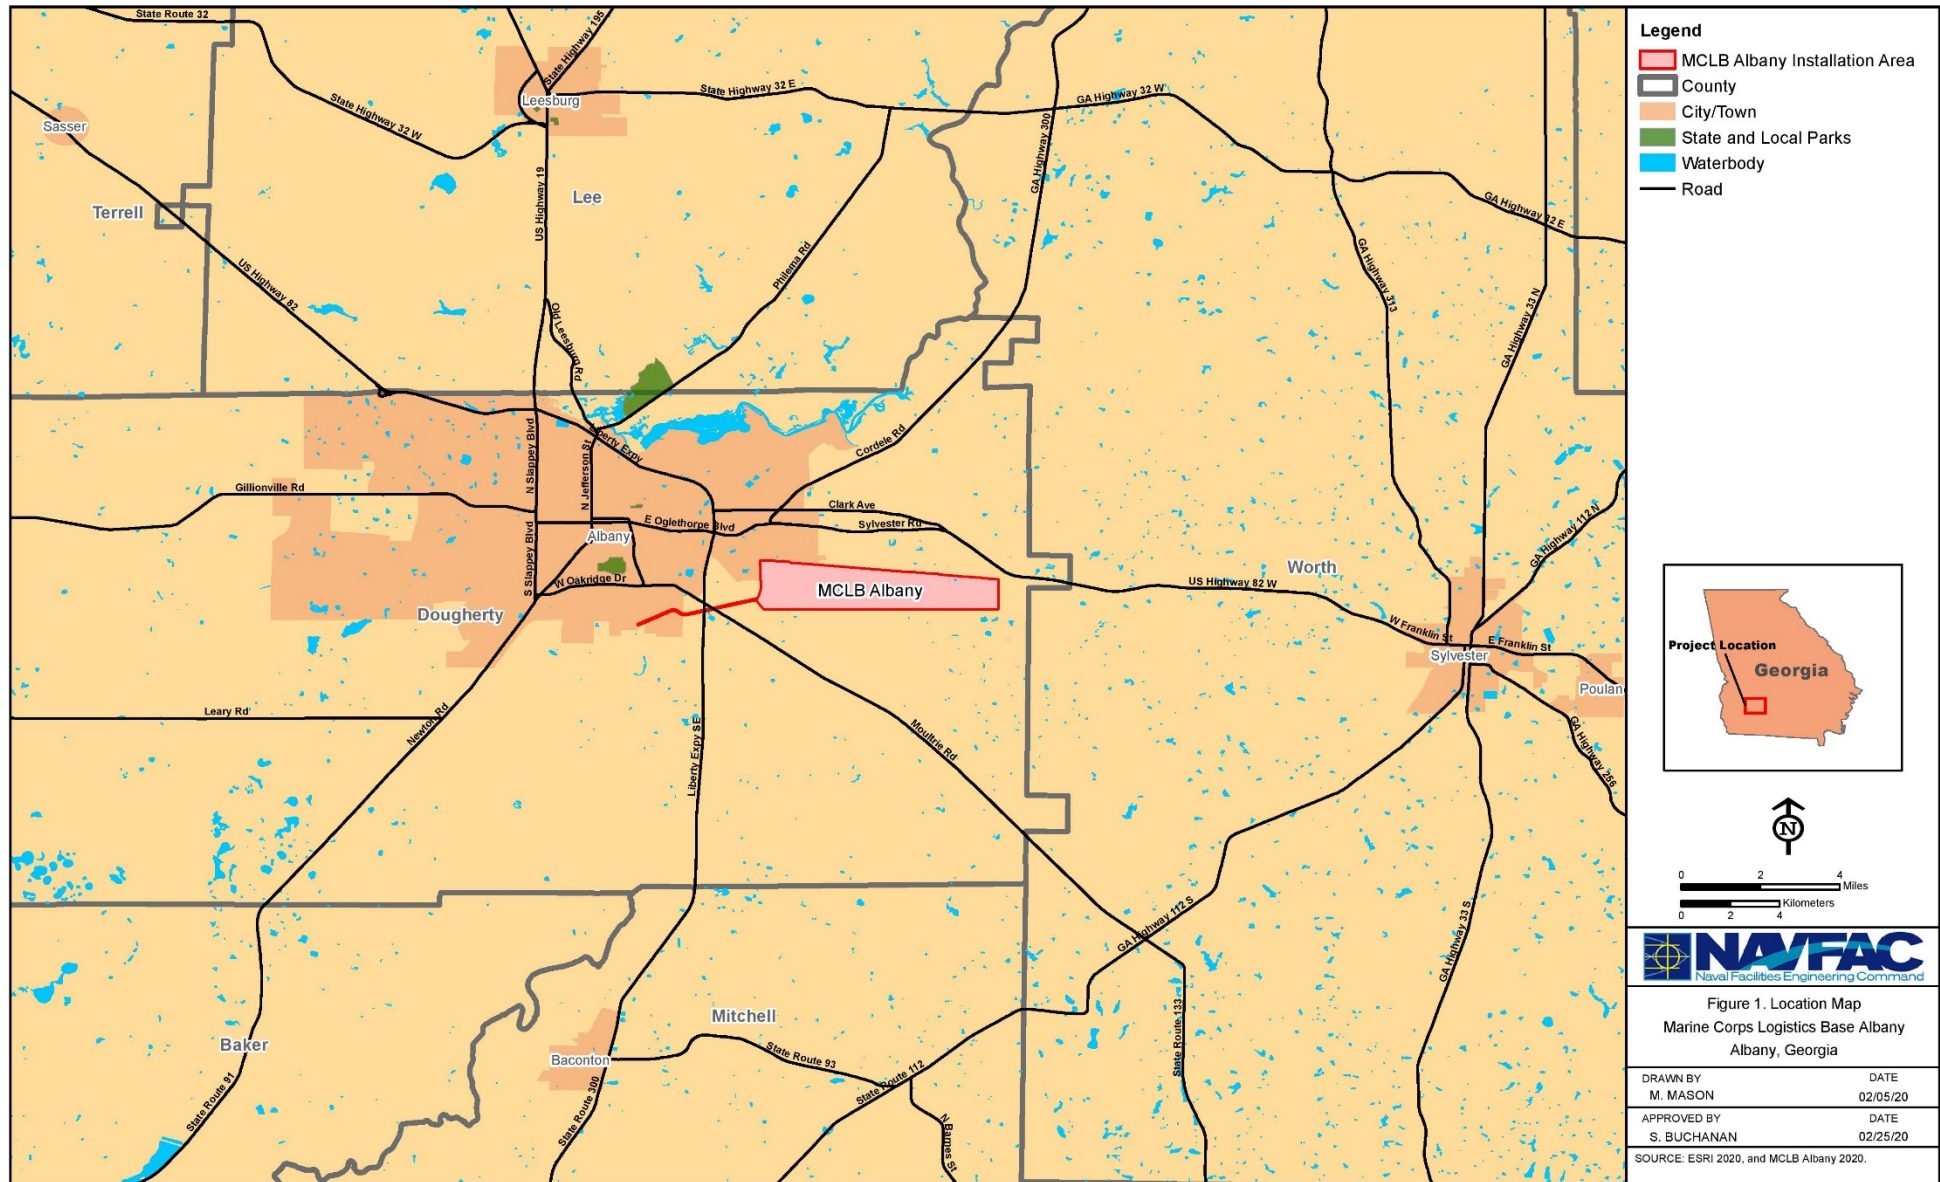 State Route 32
State Highway 195
Leesburg
State Highway 32 E
GA Highway 32 W
State Highway 32 W
Sasser
GA Highway 300
US Highway 19
Lee
Terrell
GA Highway 32 E
Philema Rd
US Highway 82
GA Highway 313
GA Highway 33 N
Old Leesburg Rd
N Slappey Blvd
N Jefferson St
Liberty Expy
Cordele Rd
Gillionville Rd
Clark Ave
E Oglethorpe Blvd
Sylvester Rd
Albany
S Slappey Blvd
W Oakridge Dr
MCLB Albany
Dougherty
Worth
US Highway 82 W
GA Highway 112 N
W Franklin St
E Franklin St
Sylvester
Poulan
Leary Rd
Newton Rd
Liberty Expy SE
Moultrie Rd
GA Highway 256
GA Highway 112 S
GA Highway 33 S
Mitchell
Baker
Baconton
State Route 93
State Route 112
State Route 133
State Route 91
State Route 300
N Barnes St
Legend
MCLB Albany Installation Area
County
City/Town
State and Local Parks
Waterbody
Road
Project Location
Georgia
N
0 2 4
Miles
Kilometers
0 2 4
NAVFAC
Naval Facilities Engineering Command
Figure 1. Location Map
Marine Corps Logistics Base Albany
Albany, Georgia
DRAWN BY DATE
M. MASON 02/05/20
APPROVED BY DATE
S. BUCHANAN 02/25/20
SOURCE: ESRI 2020, and MCLB Albany 2020.